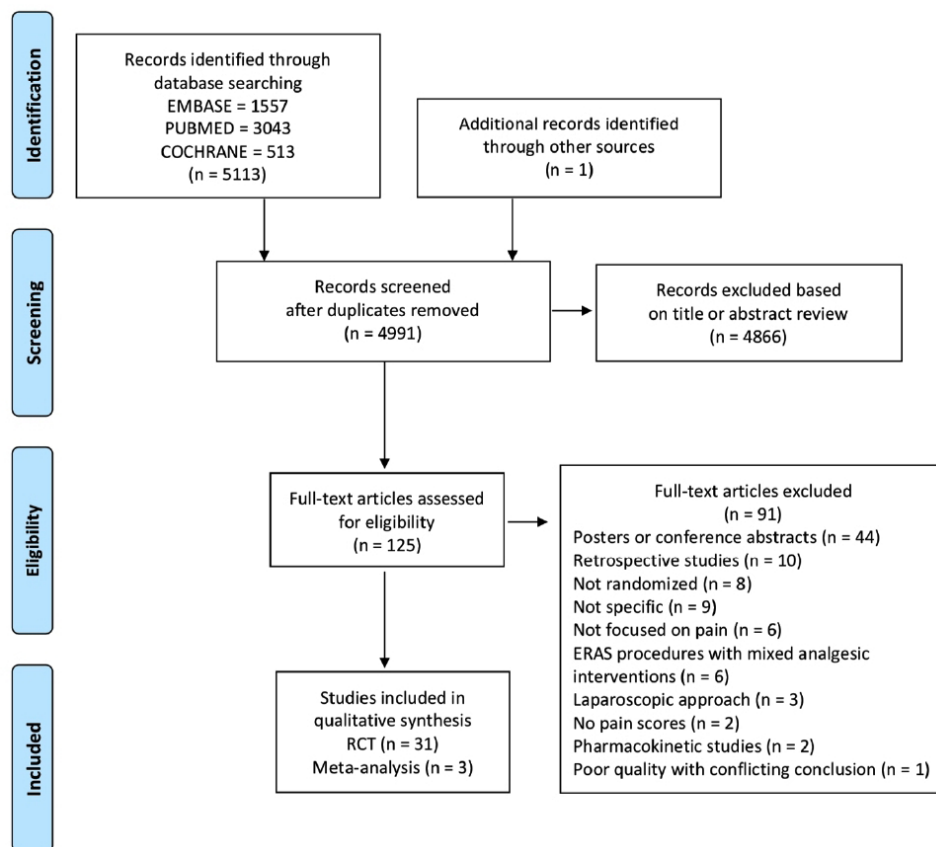 Identification
Records identified through
database searching
EMBASE = 1557
PUBMED = 3043
COCHRANE = 513
(n = 5113)
Additional records identified
through other sources
(n = 1)
Screening
Records screened
after duplicates removed
(n = 4991)
Records excluded based
on title or abstract review
(n = 4866)
Eligibility
Full-text articles assessed
for eligibility
(n = 125)
Full-text articles excluded
(n = 91)
Posters or conference abstracts (n = 44)
Retrospective studies (n = 10)
Not randomized (n = 8)
Not specific (n = 9)
Not focused on pain (n = 6)
ERAS procedures with mixed analgesic
interventions (n = 6)
Laparoscopic approach (n = 3)
No pain scores (n = 2)
Pharmacokinetic studies (n = 2)
Poor quality with conflicting conclusion (n = 1)
Included
Studies included in
qualitative synthesis
RCT (n = 31)
Meta-analysis (n = 3)